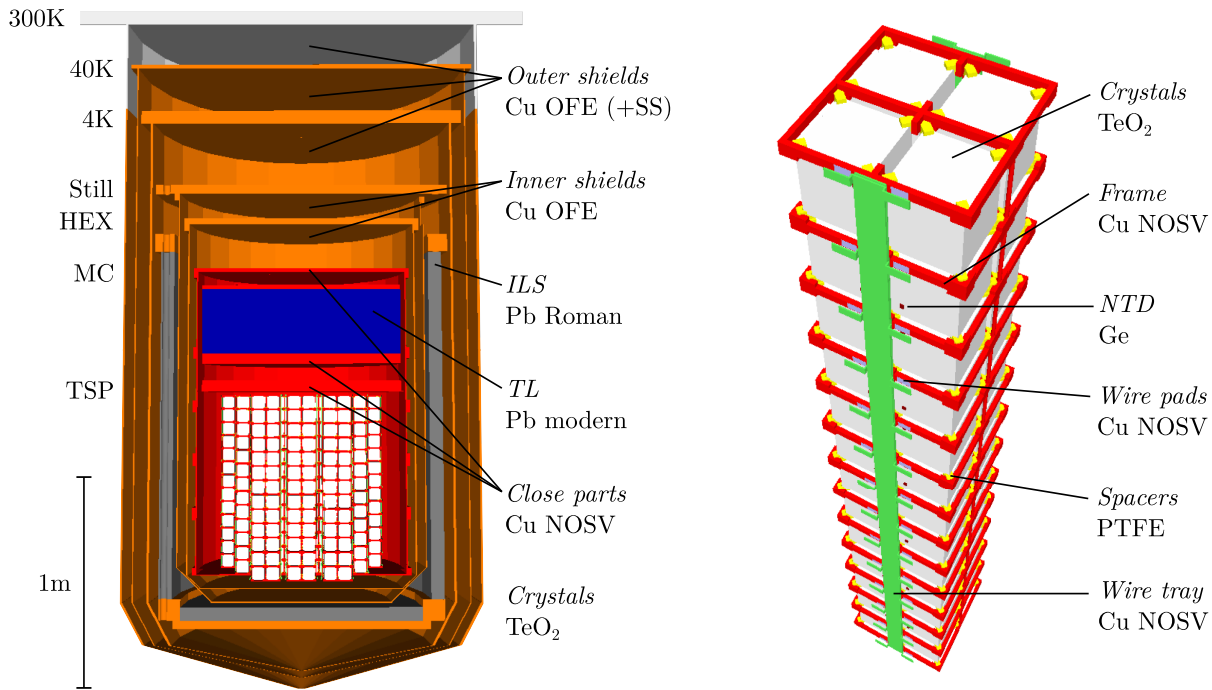 300K
40K
4K
Still
HEX
MC
TSP
1m
Outer shields
Cu OFE (+SS)
Inner shields
Cu OFE
ILS
Pb Roman
TL
Pb modern
Close parts
Cu NOSV
Crystals
TeO₂
Crystals
TeO₂
Frame
Cu NOSV
NTD
Ge
Wire pads
Cu NOSV
Spacers
PTFE
Wire tray
Cu NOSV